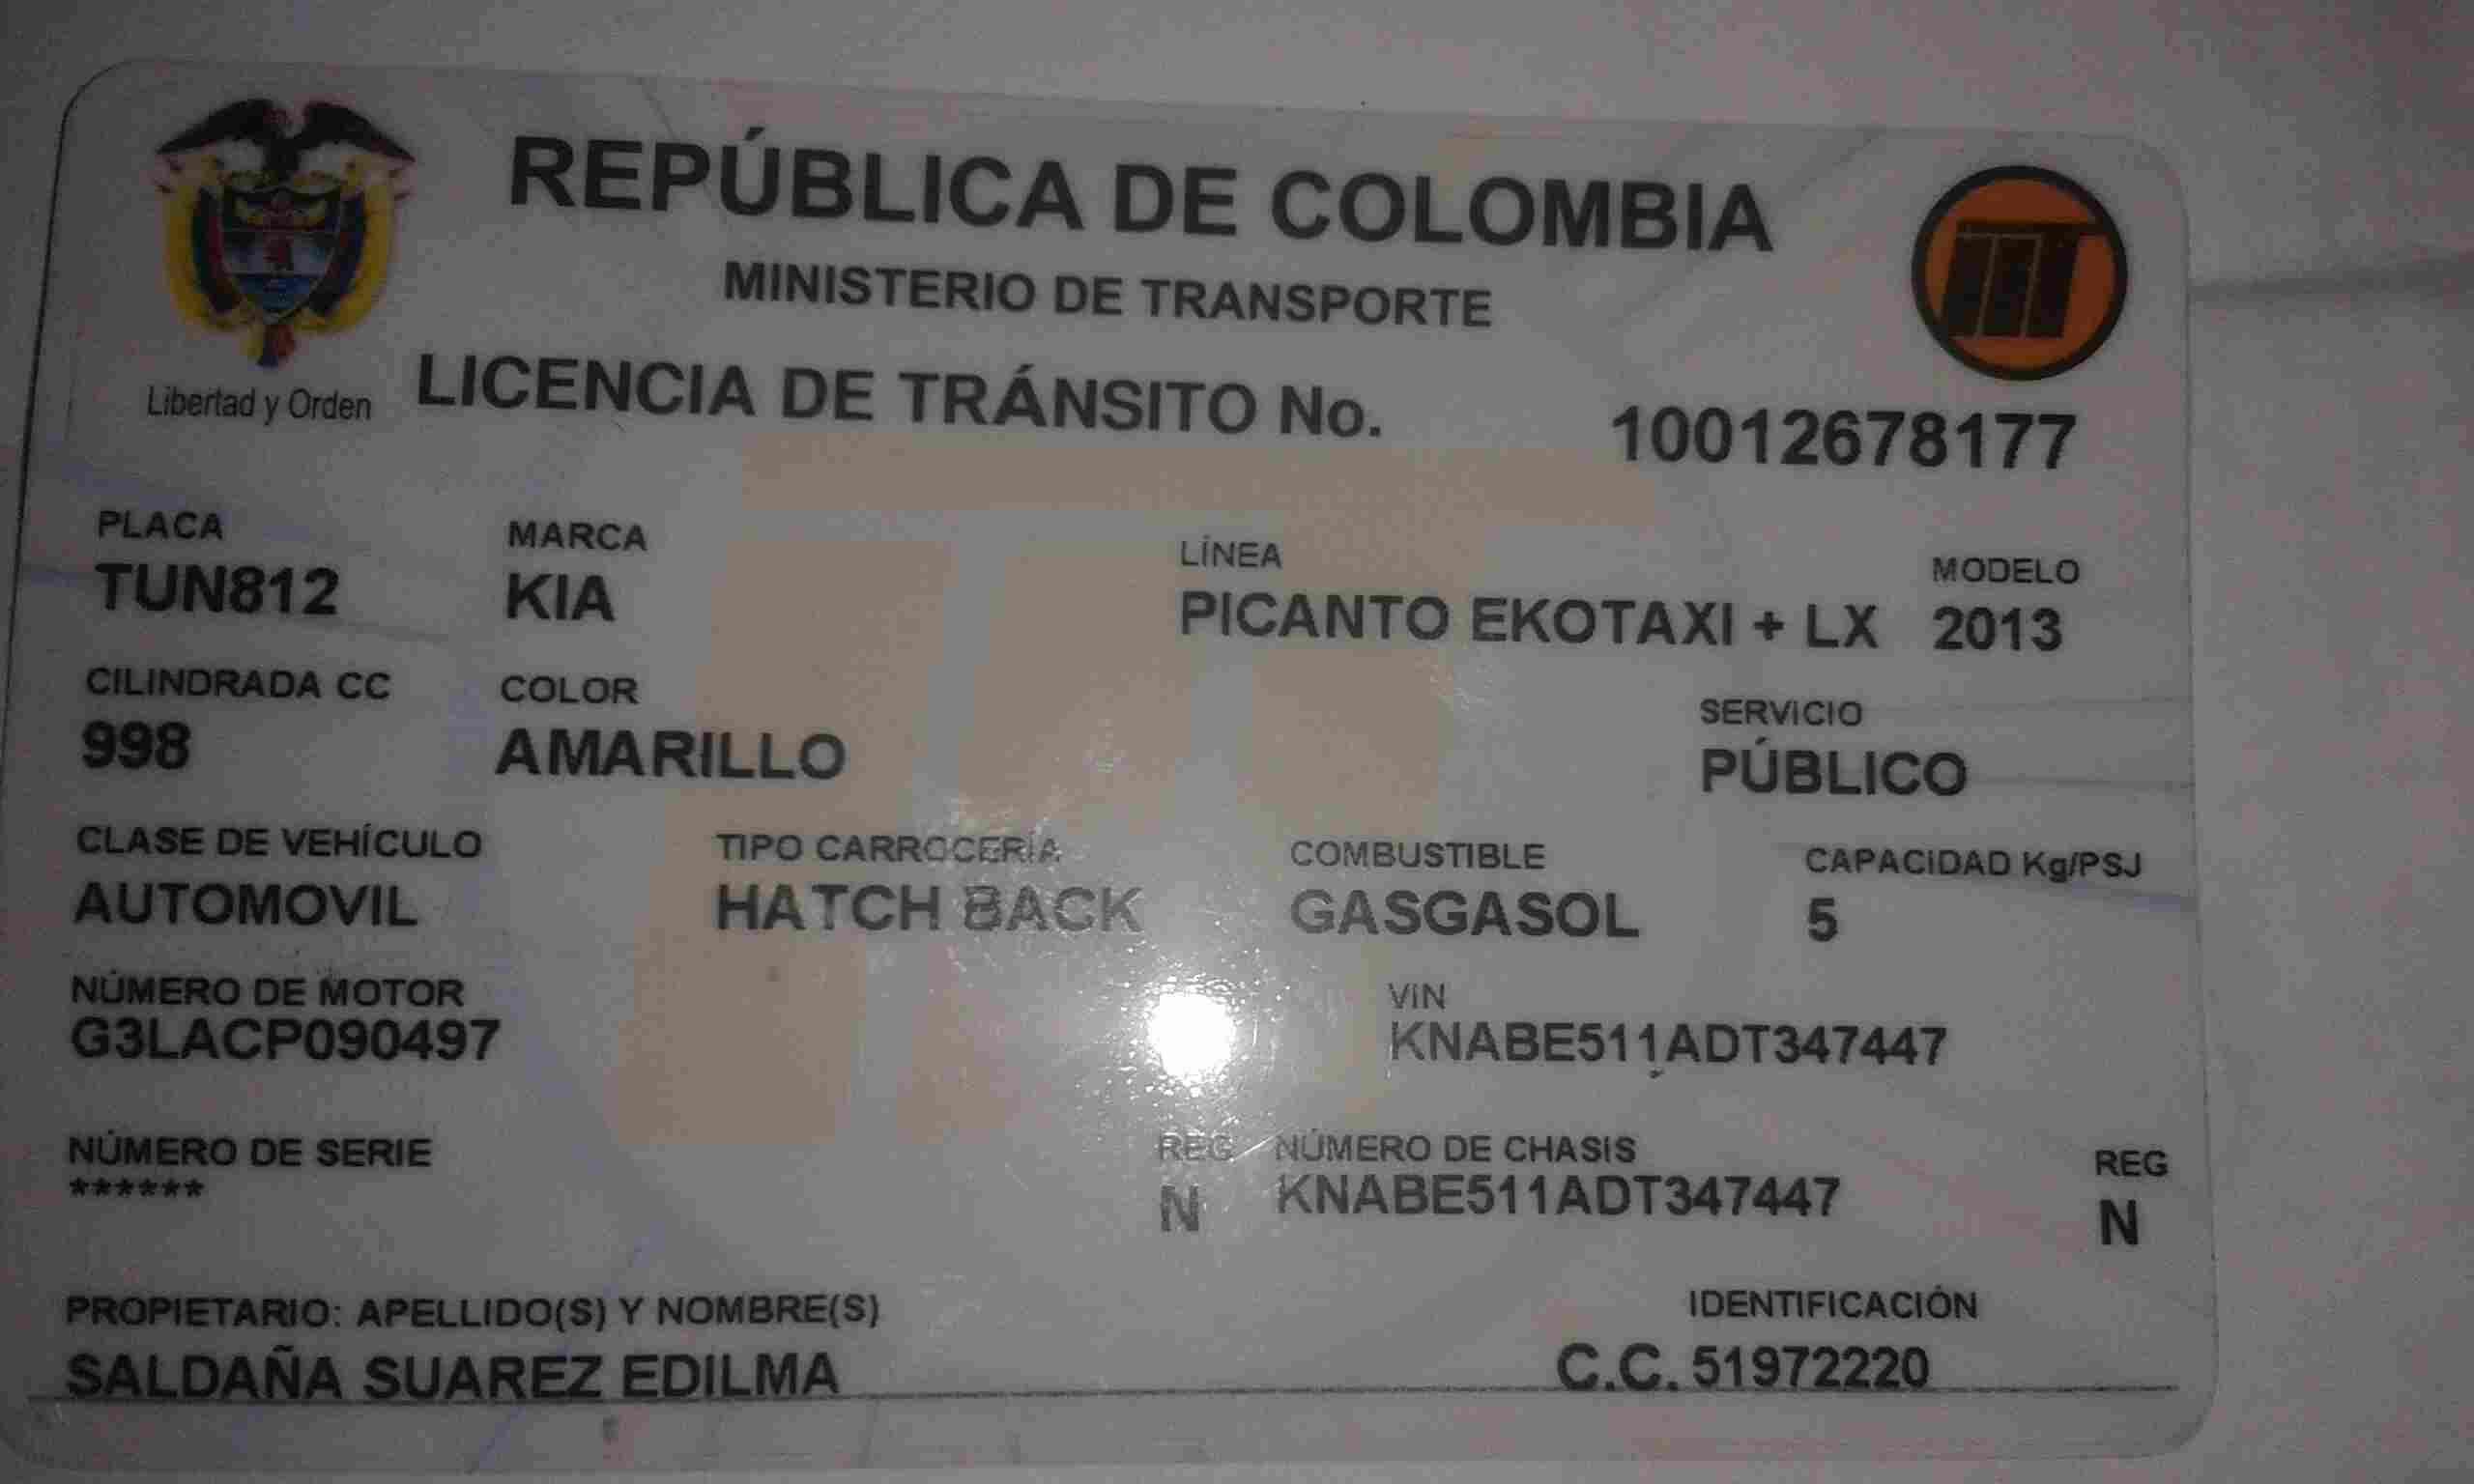 REPÚBLICA DE COLOMBIA
MINISTERIO DE TRANSPORTE
Libertad y Orden
LICENCIA DE TRÁNSITO No. 10012678177
PLACA MARCA LÍNEA MODELO
TUN812 KIA PICANTO EKOTAXI + LX 2013
CILINDRADA CC COLOR SERVICIO
998 AMARILLO PÚBLICO
CLASE DE VEHÍCULO TIPO CARROCERÍA COMBUSTIBLE CAPACIDAD Kg/PSJ
AUTOMOVIL HATCH BACK GASGASOL 5
NÚMERO DE MOTOR VIN
G3LACP090497 KNABE511ADT347447
NÚMERO DE SERIE REG NÚMERO DE CHASIS REG
****** N KNABE511ADT347447 N
PROPIETARIO: APELLIDO(S) Y NOMBRE(S) IDENTIFICACIÓN
SALDAÑA SUAREZ EDILMA C.C. 51972220